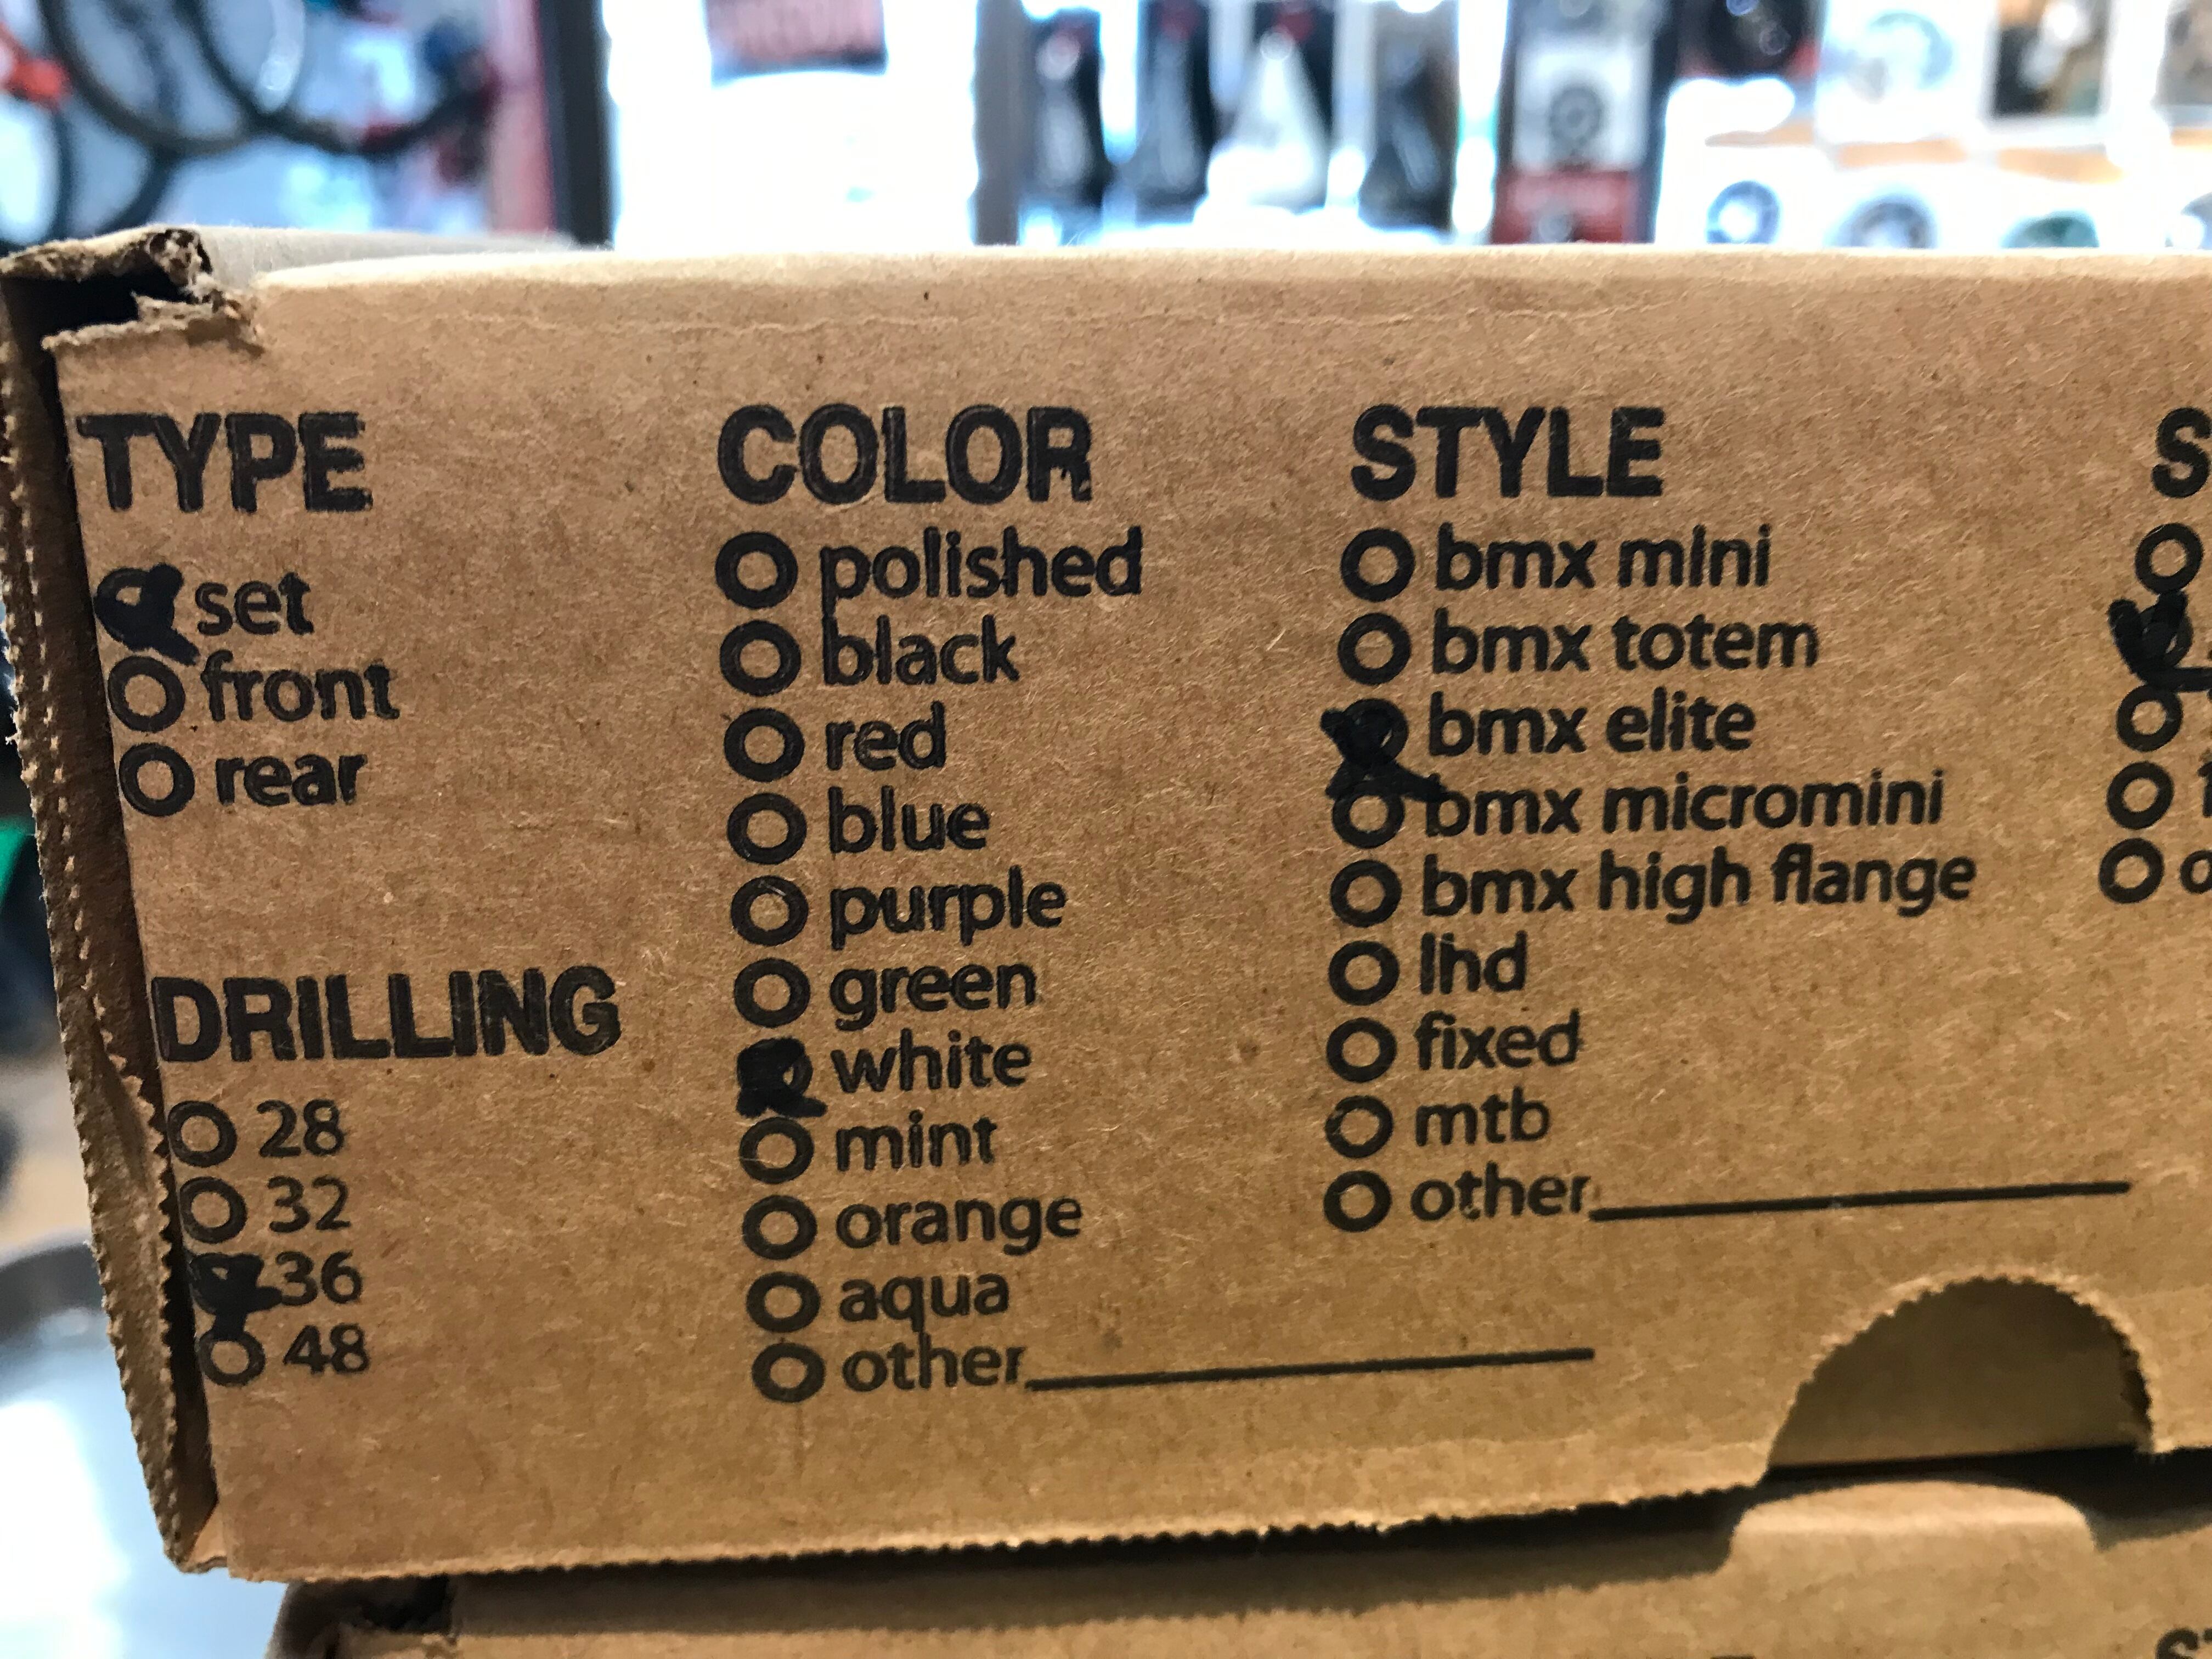 TYPE
set
front
rear
DRILLING
28
32
36
48
COLOR
polished
black
red
blue
purple
green
white
mint
orange
aqua
other
STYLE
bmx mini
bmx totem
bmx elite
bmx micromini
bmx high flange
lhd
fixed
mtb
other